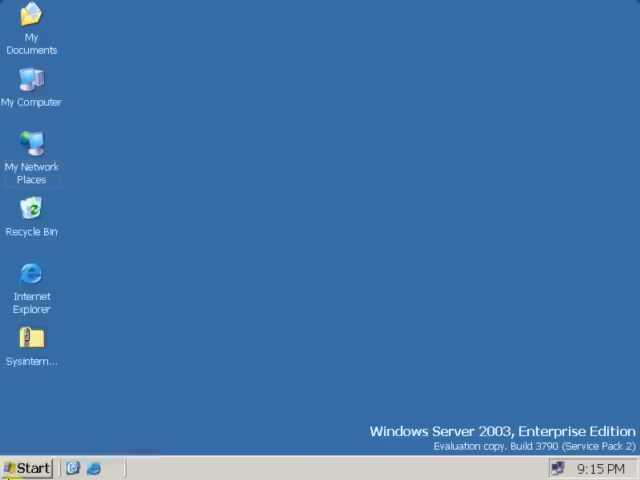 My
Documents
My Computer
My Network
Places
Recycle Bin
Internet
Explorer
Sysintern...
Windows Server 2003, Enterprise Edition
Evaluation copy. Build 3790 (Service Pack 2)
Start
9:15 PM